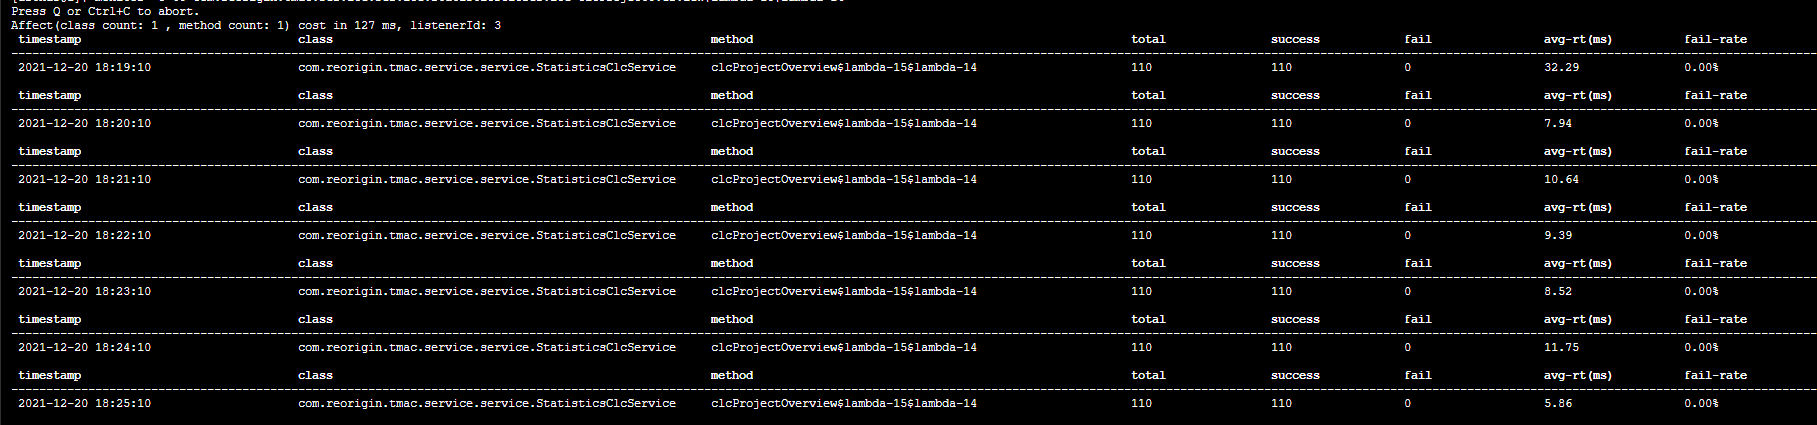 Press Q or Ctrl+C to abort.
Affect(class count: 1 , method count: 1) cost in 127 ms, listenerId: 3
timestamp class method total success fail avg-rt(ms) fail-rate
2021-12-20 18:19:10 com.reorigin.tmac.service.service.StatisticsClcService clcProjectOverview$lambda-15$lambda-14 110 110 0 32.29 0.00%
timestamp class method total success fail avg-rt(ms) fail-rate
2021-12-20 18:20:10 com.reorigin.tmac.service.service.StatisticsClcService clcProjectOverview$lambda-15$lambda-14 110 110 0 7.94 0.00%
timestamp class method total success fail avg-rt(ms) fail-rate
2021-12-20 18:21:10 com.reorigin.tmac.service.service.StatisticsClcService clcProjectOverview$lambda-15$lambda-14 110 110 0 10.64 0.00%
timestamp class method total success fail avg-rt(ms) fail-rate
2021-12-20 18:22:10 com.reorigin.tmac.service.service.StatisticsClcService clcProjectOverview$lambda-15$lambda-14 110 110 0 9.39 0.00%
timestamp class method total success fail avg-rt(ms) fail-rate
2021-12-20 18:23:10 com.reorigin.tmac.service.service.StatisticsClcService clcProjectOverview$lambda-15$lambda-14 110 110 0 8.52 0.00%
timestamp class method total success fail avg-rt(ms) fail-rate
2021-12-20 18:24:10 com.reorigin.tmac.service.service.StatisticsClcService clcProjectOverview$lambda-15$lambda-14 110 110 0 11.75 0.00%
timestamp class method total success fail avg-rt(ms) fail-rate
2021-12-20 18:25:10 com.reorigin.tmac.service.service.StatisticsClcService clcProjectOverview$lambda-15$lambda-14 110 110 0 5.86 0.00%